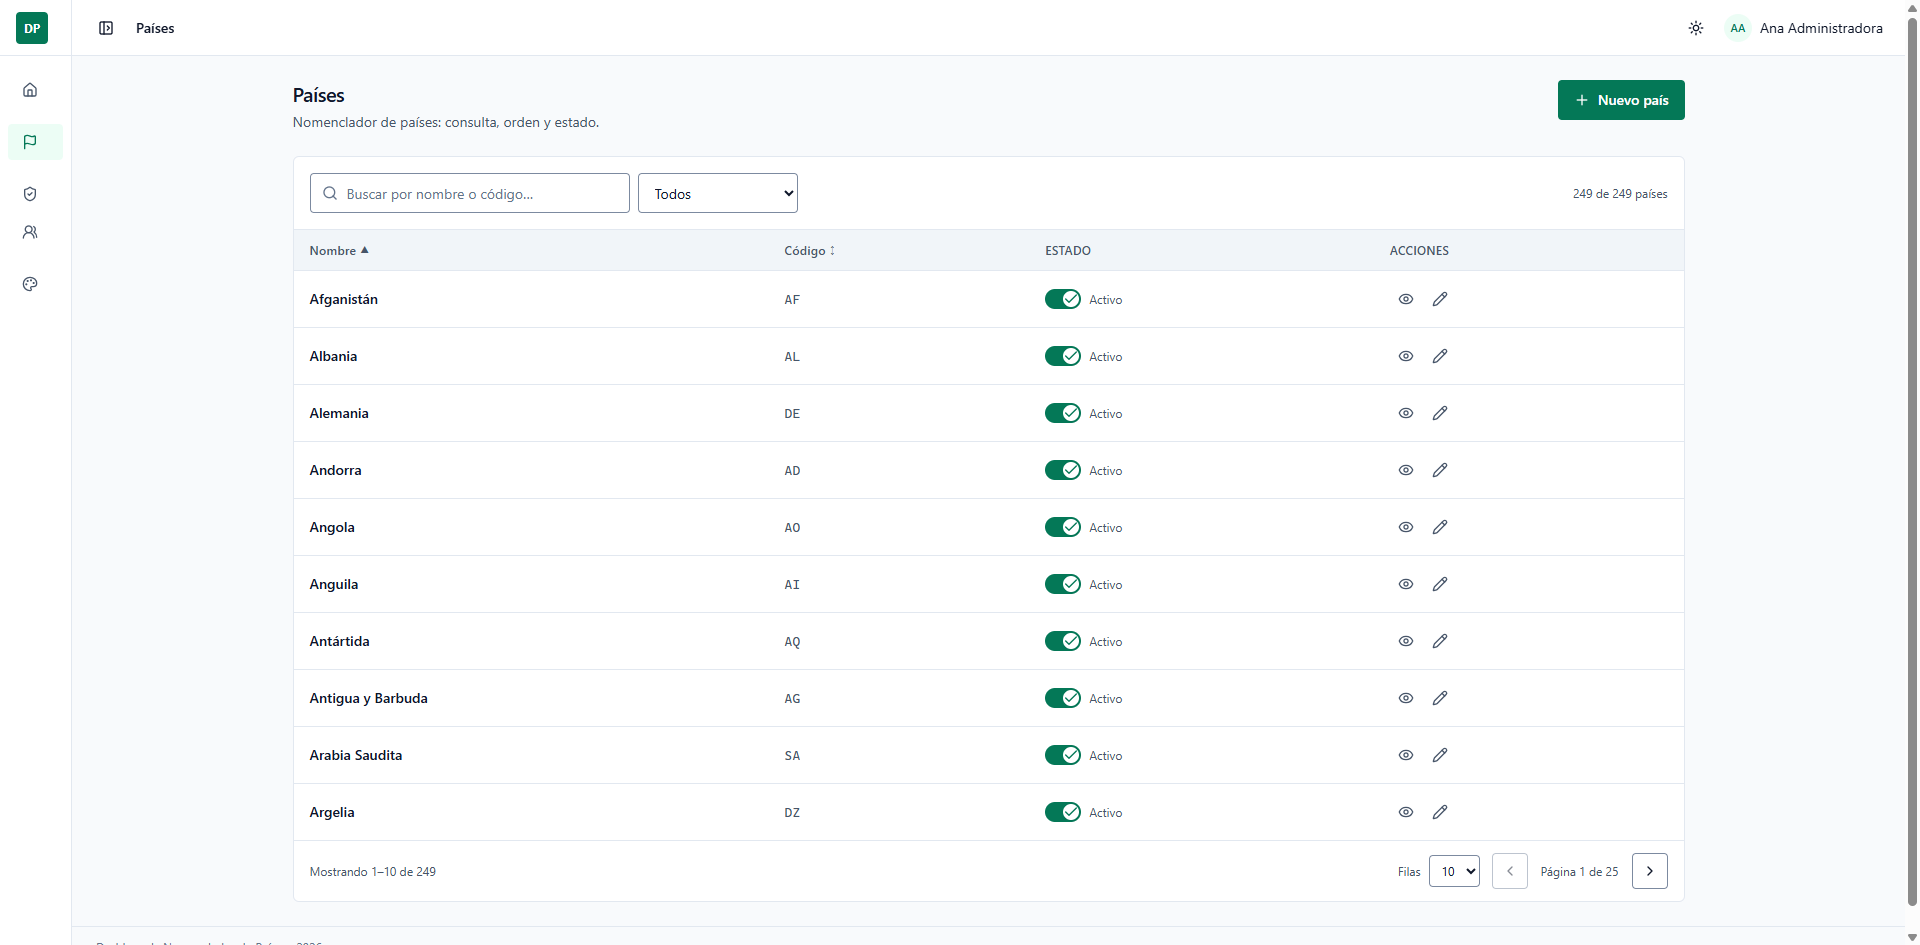 DP
Países
AA
Ana Administradora
Países
Nomenclador de países: consulta, orden y estado.
Nuevo país
Buscar por nombre o código...
Todos
249 de 249 países
Nombre Código ESTADO ACCIONES
Afganistán AF Activo
Albania AL Activo
Alemania DE Activo
Andorra AD Activo
Angola AO Activo
Anguila AI Activo
Antártida AQ Activo
Antigua y Barbuda AG Activo
Arabia Saudita SA Activo
Argelia DZ Activo
Mostrando 1–10 de 249
Filas 10 Página 1 de 25